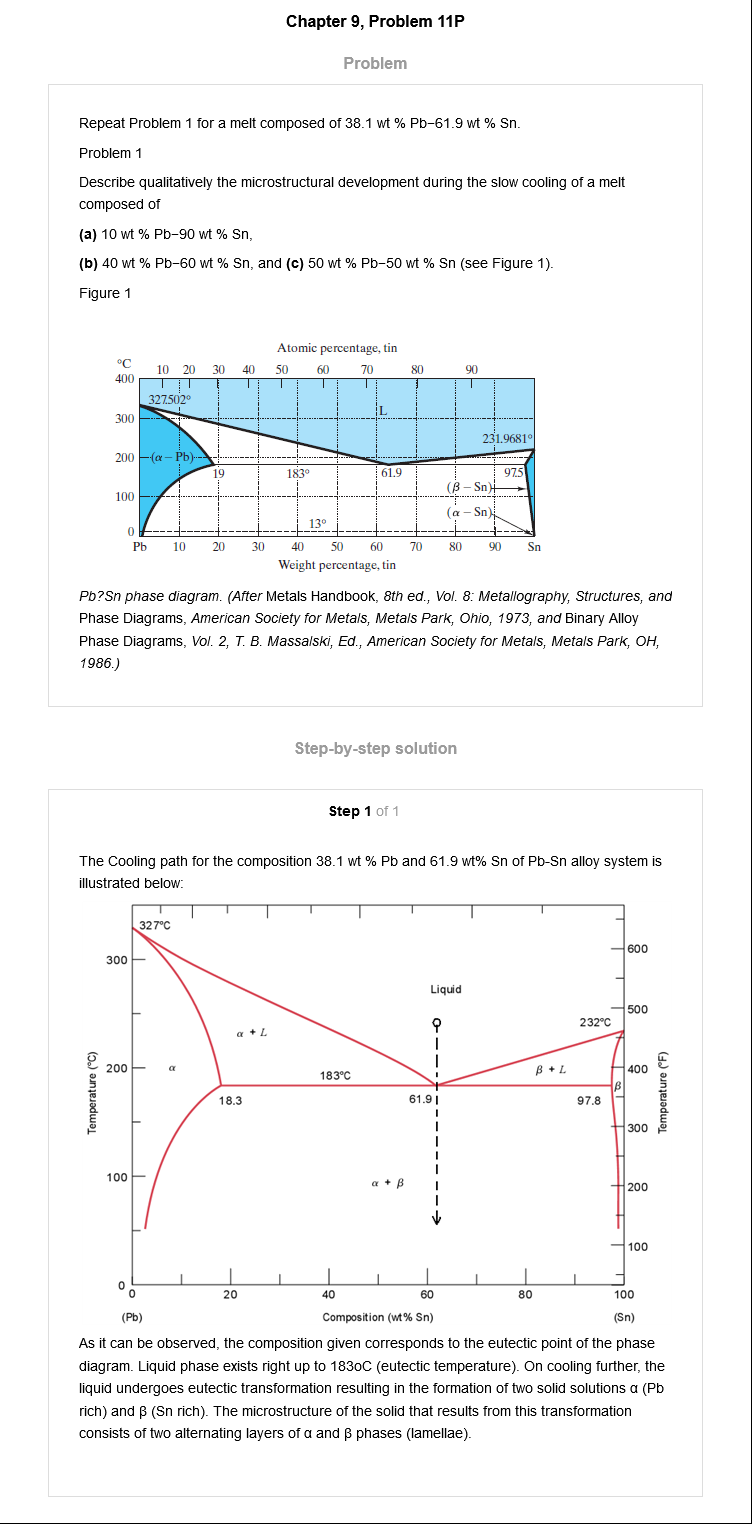 Chapter 9, Problem 11P
Problem
Repeat Problem 1 for a melt composed of 38.1 wt % Pb−61.9 wt % Sn.
Problem 1
Describe qualitatively the microstructural development during the slow cooling of a melt
composed of
(a) 10 wt % Pb−90 wt % Sn,
(b) 40 wt % Pb−60 wt % Sn, and (c) 50 wt % Pb−50 wt % Sn (see Figure 1).
Figure 1
Atomic percentage, tin
°C
10 20 30 40 50 60 70 80 90
400
327.502°
L
300
231.9681°
200
(α – Pb)
19
183°
61.9
97.5
(β – Sn)
100
(α – Sn)
13°
0
Pb 10 20 30 40 50 60 70 80 90 Sn
Weight percentage, tin
Pb?Sn phase diagram. (After Metals Handbook, 8th ed., Vol. 8: Metallography, Structures, and
Phase Diagrams, American Society for Metals, Metals Park, Ohio, 1973, and Binary Alloy
Phase Diagrams, Vol. 2, T. B. Massalski, Ed., American Society for Metals, Metals Park, OH,
1986.)
Step-by-step solution
Step 1 of 1
The Cooling path for the composition 38.1 wt % Pb and 61.9 wt% Sn of Pb-Sn alloy system is
illustrated below:
327°C
600
300
Liquid
500
232°C
α + L
200
α
183°C
β + L
400
β
18.3
61.9
97.8
Temperature (°C)
Temperature (°F)
300
100
α + β
200
100
0
0 20 40 60 80 100
(Pb)
Composition (wt% Sn)
(Sn)
As it can be observed, the composition given corresponds to the eutectic point of the phase
diagram. Liquid phase exists right up to 183oC (eutectic temperature). On cooling further, the
liquid undergoes eutectic transformation resulting in the formation of two solid solutions α (Pb
rich) and β (Sn rich). The microstructure of the solid that results from this transformation
consists of two alternating layers of α and β phases (lamellae).